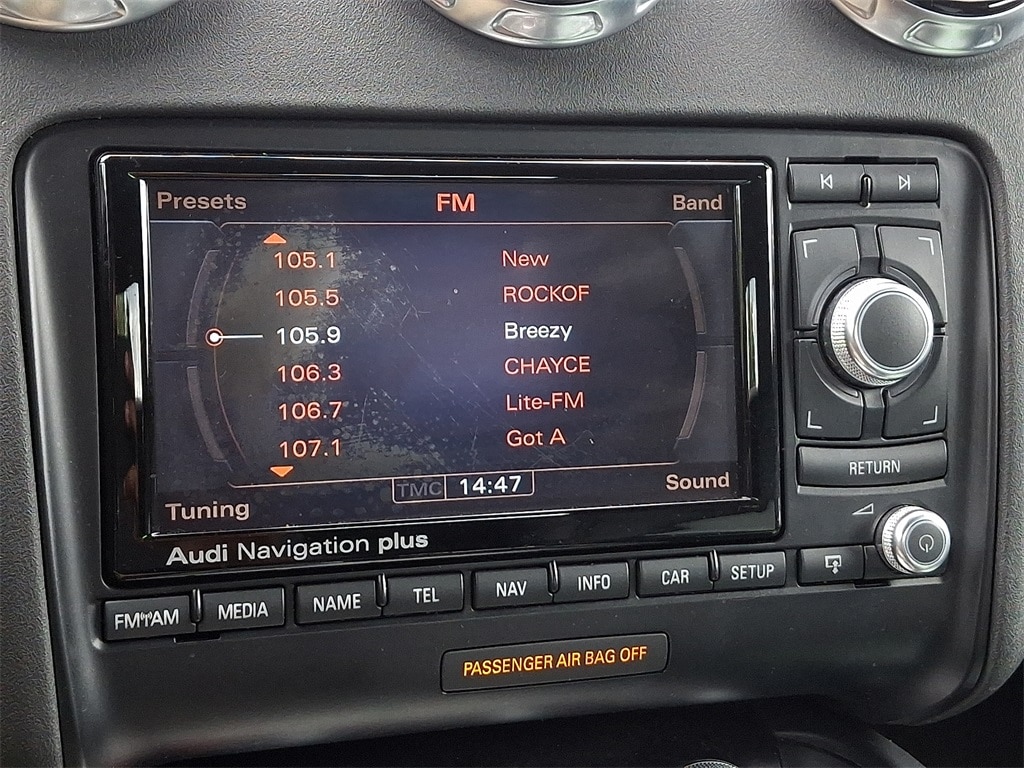 Presets FM Band
105.1 New
105.5 ROCKOF
105.9 Breezy
106.3 CHAYCE
106.7 Lite-FM
107.1 Got A
TMC 14:47 Sound
Tuning
Audi Navigation plus
RETURN
FM AM MEDIA NAME TEL NAV INFO CAR SETUP
PASSENGER AIR BAG OFF